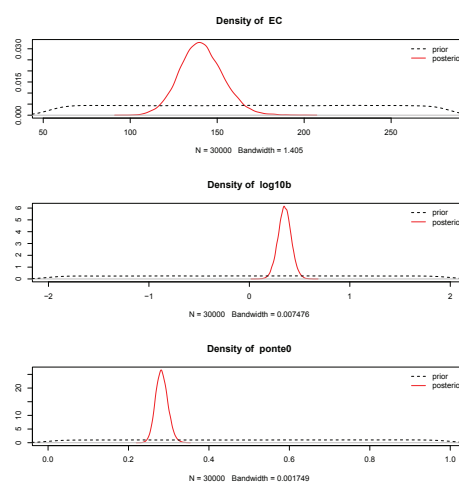 Density of EC
0.000 0.015 0.030
prior
posterior
50 100 150 200 250
N = 30000 Bandwidth = 1.405
Density of log10b
0 1 2 3 4 5 6
prior
posterior
−2 −1 0 1 2
N = 30000 Bandwidth = 0.007476
Density of ponte0
0 5 10 20
prior
posterior
0.0 0.2 0.4 0.6 0.8 1.0
N = 30000 Bandwidth = 0.001749